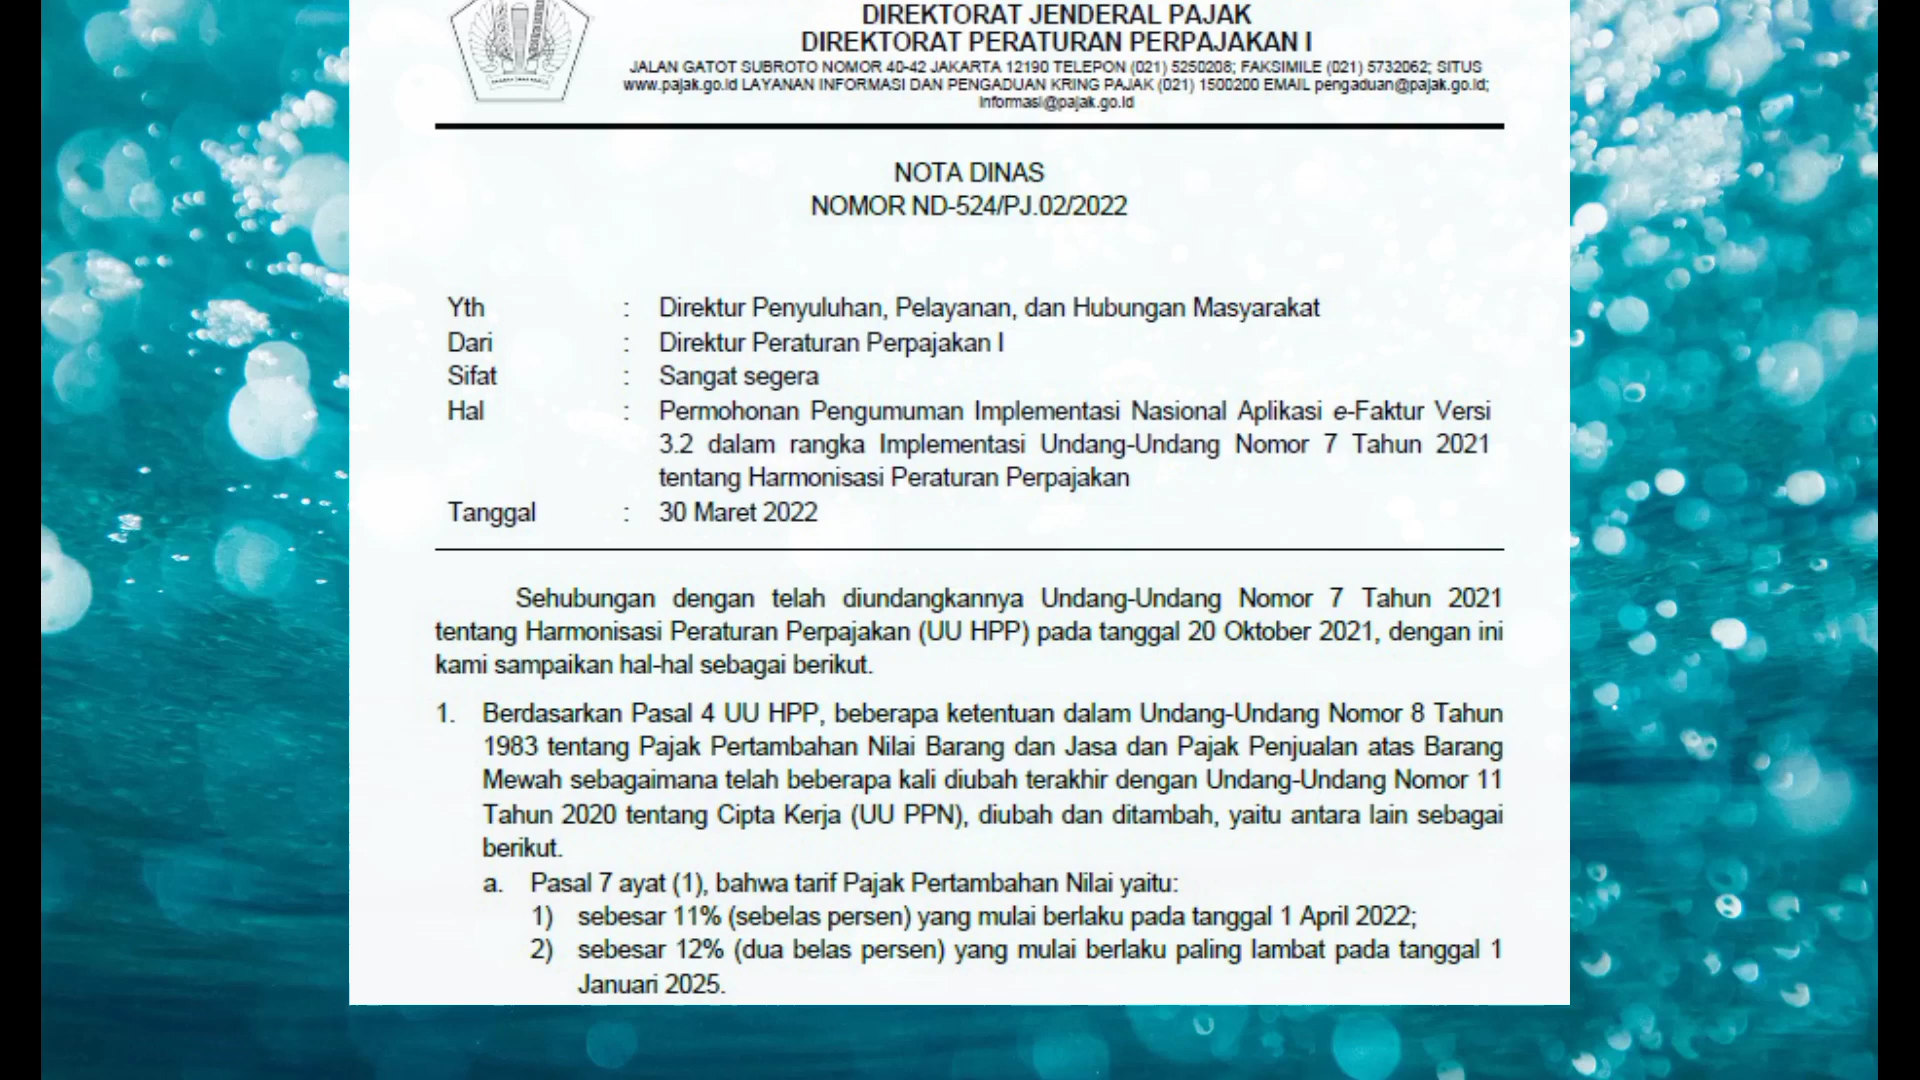 DIREKTORAT JENDERAL PAJAK
DIREKTORAT PERATURAN PERPAJAKAN I
JALAN GATOT SUBROTO NOMOR 40-42 JAKARTA 12190 TELEPON (021) 5250208; FAKSIMILE (021) 5732062; SITUS
www.pajak.go.id LAYANAN INFORMASI DAN PENGADUAN KRING PAJAK (021) 1500200 EMAIL pengaduan@pajak.go.id;
informasi@pajak.go.id
NOTA DINAS
NOMOR ND-524/PJ.02/2022
Yth : Direktur Penyuluhan, Pelayanan, dan Hubungan Masyarakat
Dari : Direktur Peraturan Perpajakan I
Sifat : Sangat segera
Hal : Permohonan Pengumuman Implementasi Nasional Aplikasi e-Faktur Versi
3.2 dalam rangka Implementasi Undang-Undang Nomor 7 Tahun 2021
tentang Harmonisasi Peraturan Perpajakan
Tanggal : 30 Maret 2022
Sehubungan dengan telah diundangkannya Undang-Undang Nomor 7 Tahun 2021
tentang Harmonisasi Peraturan Perpajakan (UU HPP) pada tanggal 20 Oktober 2021, dengan ini
kami sampaikan hal-hal sebagai berikut.
1. Berdasarkan Pasal 4 UU HPP, beberapa ketentuan dalam Undang-Undang Nomor 8 Tahun
1983 tentang Pajak Pertambahan Nilai Barang dan Jasa dan Pajak Penjualan atas Barang
Mewah sebagaimana telah beberapa kali diubah terakhir dengan Undang-Undang Nomor 11
Tahun 2020 tentang Cipta Kerja (UU PPN), diubah dan ditambah, yaitu antara lain sebagai
berikut.
a. Pasal 7 ayat (1), bahwa tarif Pajak Pertambahan Nilai yaitu:
1) sebesar 11% (sebelas persen) yang mulai berlaku pada tanggal 1 April 2022;
2) sebesar 12% (dua belas persen) yang mulai berlaku paling lambat pada tanggal 1
Januari 2025.